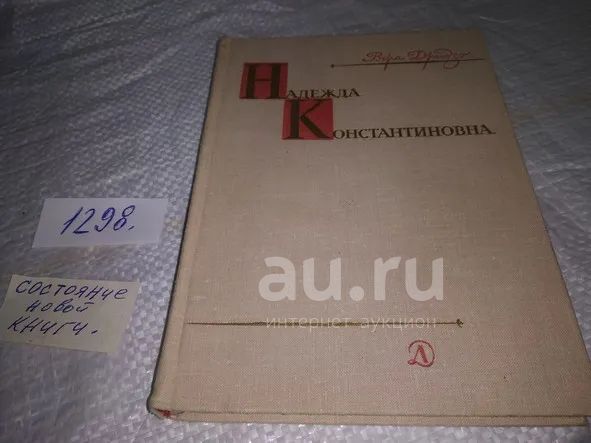 Вера Дридзо
НАДЕЖДА
КОНСТАНТИНОВНА
1298.
состояние
новой
книги.
au.ru
интернет аукцион
Д